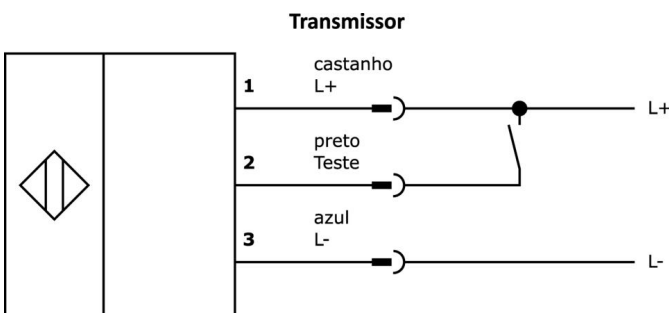 Transmissor
castanho
1 L+ L+
preto
2 Teste
azul
3 L- L-